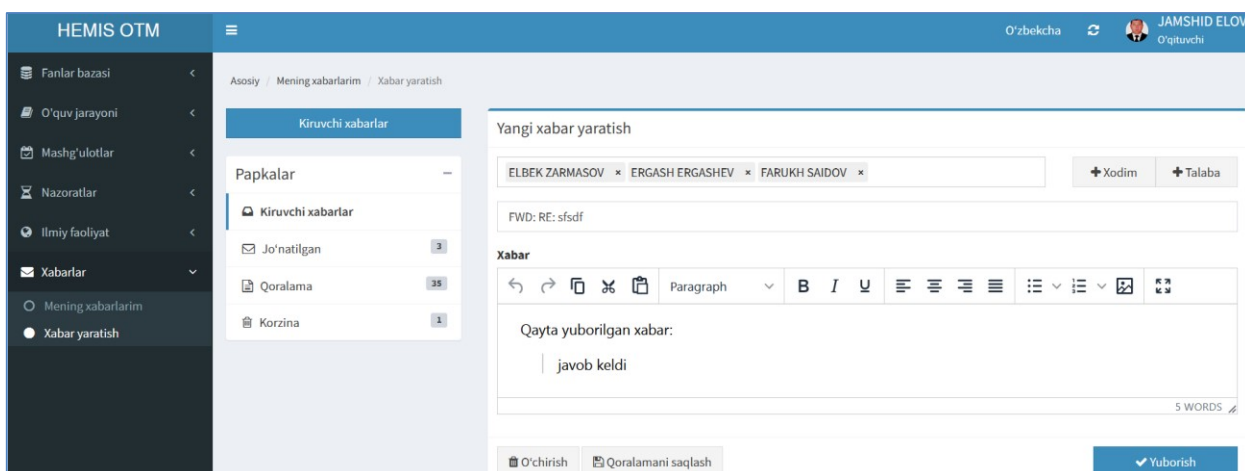 HEMIS OTM
O'zbekcha
JAMSHID ELOV
O'qituvchi
Fanlar bazasi
O'quv jarayoni
Mashg'ulotlar
Nazoratlar
Ilmiy faoliyat
Xabarlar
Mening xabarlarim
Xabar yaratish
Asosiy / Mening xabarlarim / Xabar yaratish
Kiruvchi xabarlar
Papkalar
Kiruvchi xabarlar
Jo'natilgan 3
Qoralama 35
Korzina 1
Yangi xabar yaratish
ELBEK ZARMASOV × ERGASH ERGASHEV × FARUKH SAIDOV ×
+ Xodim + Talaba
FWD: RE: sfsdf
Xabar
Paragraph B I U
Qayta yuborilgan xabar:
javob keldi
5 WORDS
O'chirish Qoralamani saqlash Yuborish